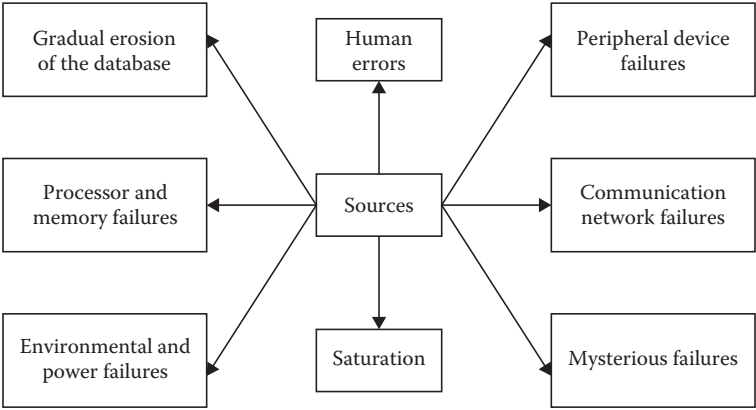 Gradual erosion
of the database
Human
errors
Peripheral device
failures
Processor and
memory failures
Sources
Communication
network failures
Environmental and
power failures
Saturation
Mysterious failures